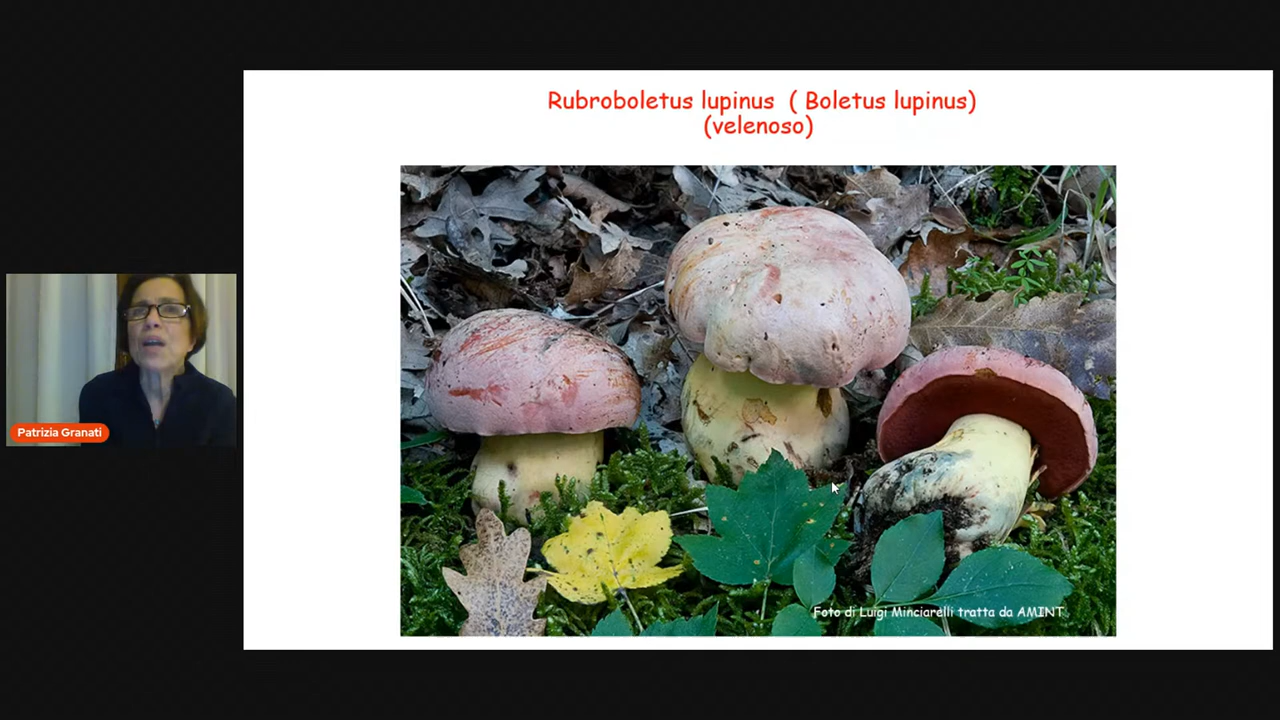 Rubroboletus lupinus ( Boletus lupinus)
(velenoso)
Patrizia Granati
Foto di Luigi Minciarelli tratta da AMINT